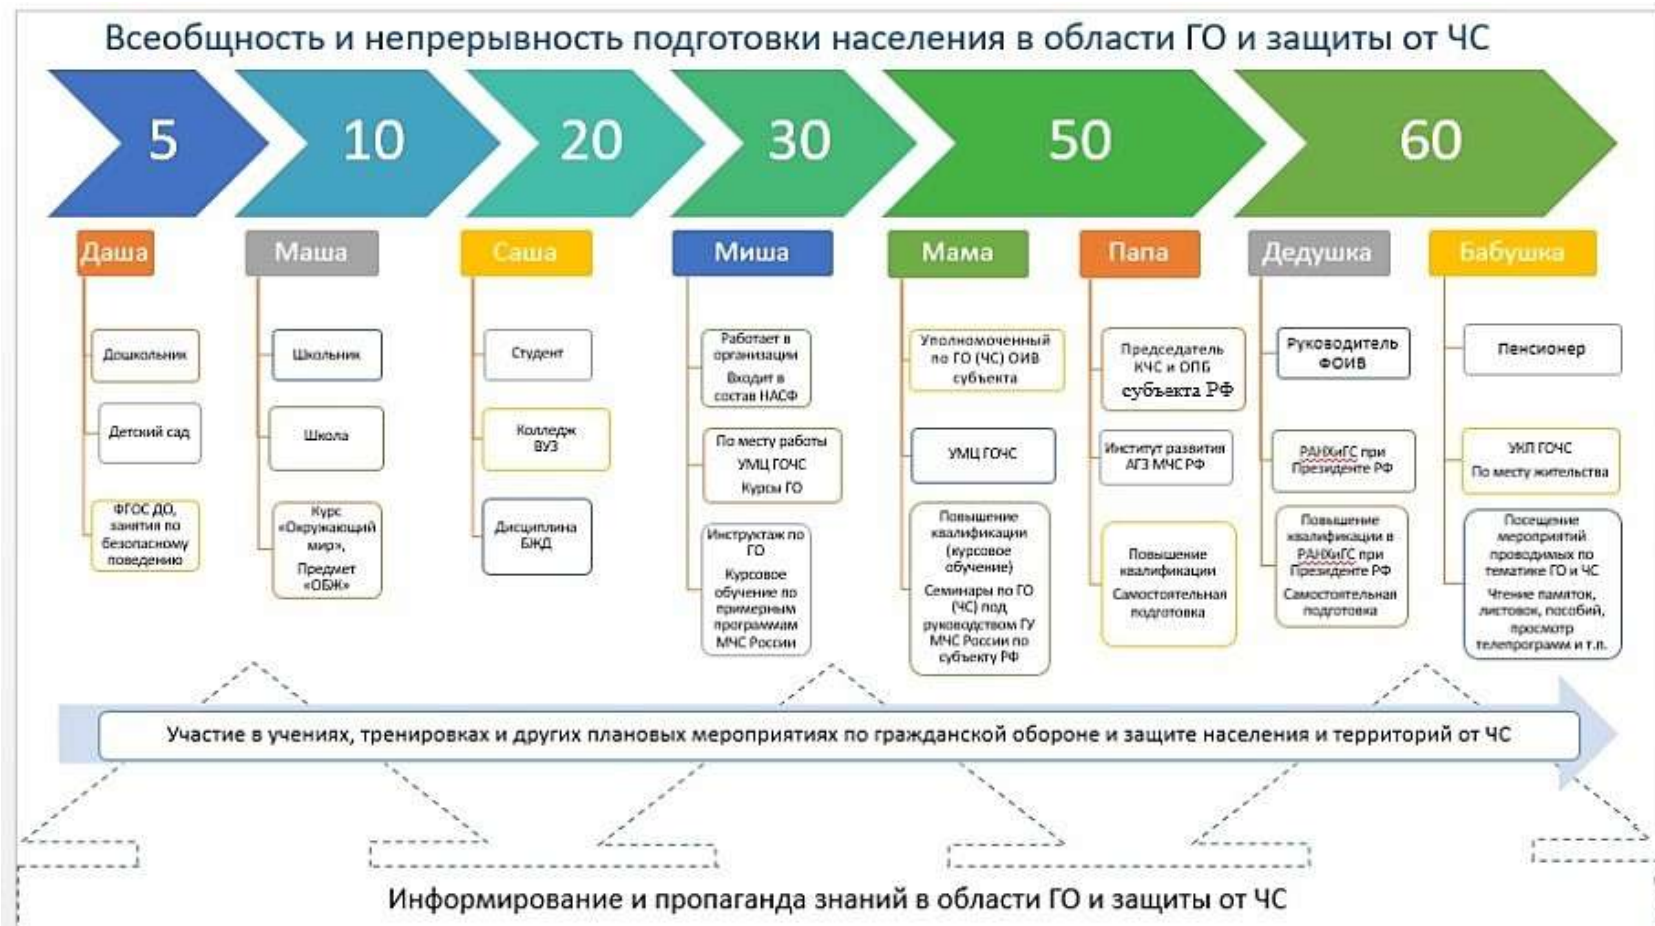 Всеобщность и непрерывность подготовки населения в области ГО и защиты от ЧС
5
10
20
30
50
60
Даша
Маша
Саша
Миша
Мама
Папа
Дедушка
Бабушка
Дошкольник
Детский сад
ФГОС ДО,
занятия по
безопасному
поведению
Школьник
Школа
Курс
«Окружающий
мир»,
Предмет
«ОБЖ»
Студент
Колледж
ВУЗ
Дисциплина
БЖД
Работает в
организации
Входит в
состав НАСФ
По месту работы
УМЦ ГОЧС
Курсы ГО
Инструктаж по
ГО
Курсовое
обучение по
примерным
программам
МЧС России
Уполномоченный
по ГО (ЧС) ОИВ
субъекта
УМЦ ГОЧС
Повышение
квалификации
(курсовое
обучение)
Семинары по ГО
(ЧС) под
руководством ГУ
МЧС России по
субъекту РФ
Председатель
КЧС и ОПБ
субъекта РФ
Институт развития
АГЗ МЧС РФ
Повышение
квалификации
Самостоятельная
подготовка
Руководитель
ФОИВ
РАНХиГС при
Президенте РФ
Повышение
квалификации в
РАНХиГС при
Президенте РФ
Самостоятельная
подготовка
Пенсионер
УКП ГОЧС
По месту жительства
Посещение
мероприятий
проводимых по
тематике ГО и ЧС
Чтение памяток,
листовок, пособий,
просмотр
телепрограмм и т.п.
Участие в учениях, тренировках и других плановых мероприятиях по гражданской обороне и защите населения и территорий от ЧС
Информирование и пропаганда знаний в области ГО и защиты от ЧС